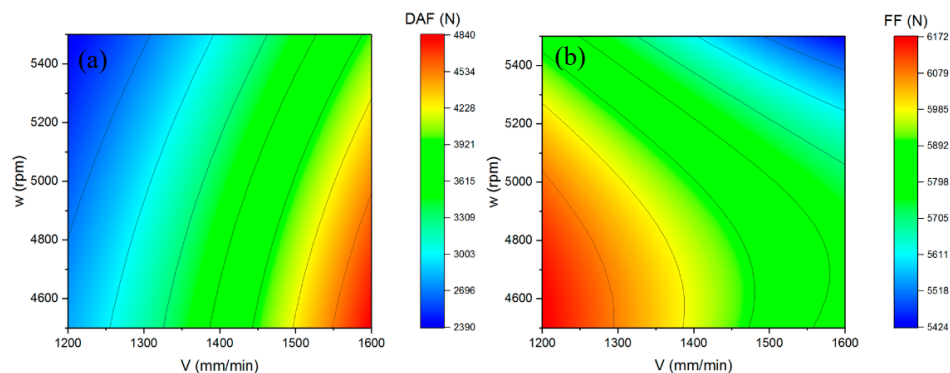 DAF (N)
(a)
5400
5200
5000
4800
4600
w (rpm)
1200 1300 1400 1500 1600
V (mm/min)
4840
4534
4228
3921
3615
3309
3003
2696
2390
FF (N)
(b)
5400
5200
5000
4800
4600
w (rpm)
1200 1300 1400 1500 1600
V (mm/min)
6172
6079
5985
5892
5798
5705
5611
5518
5424